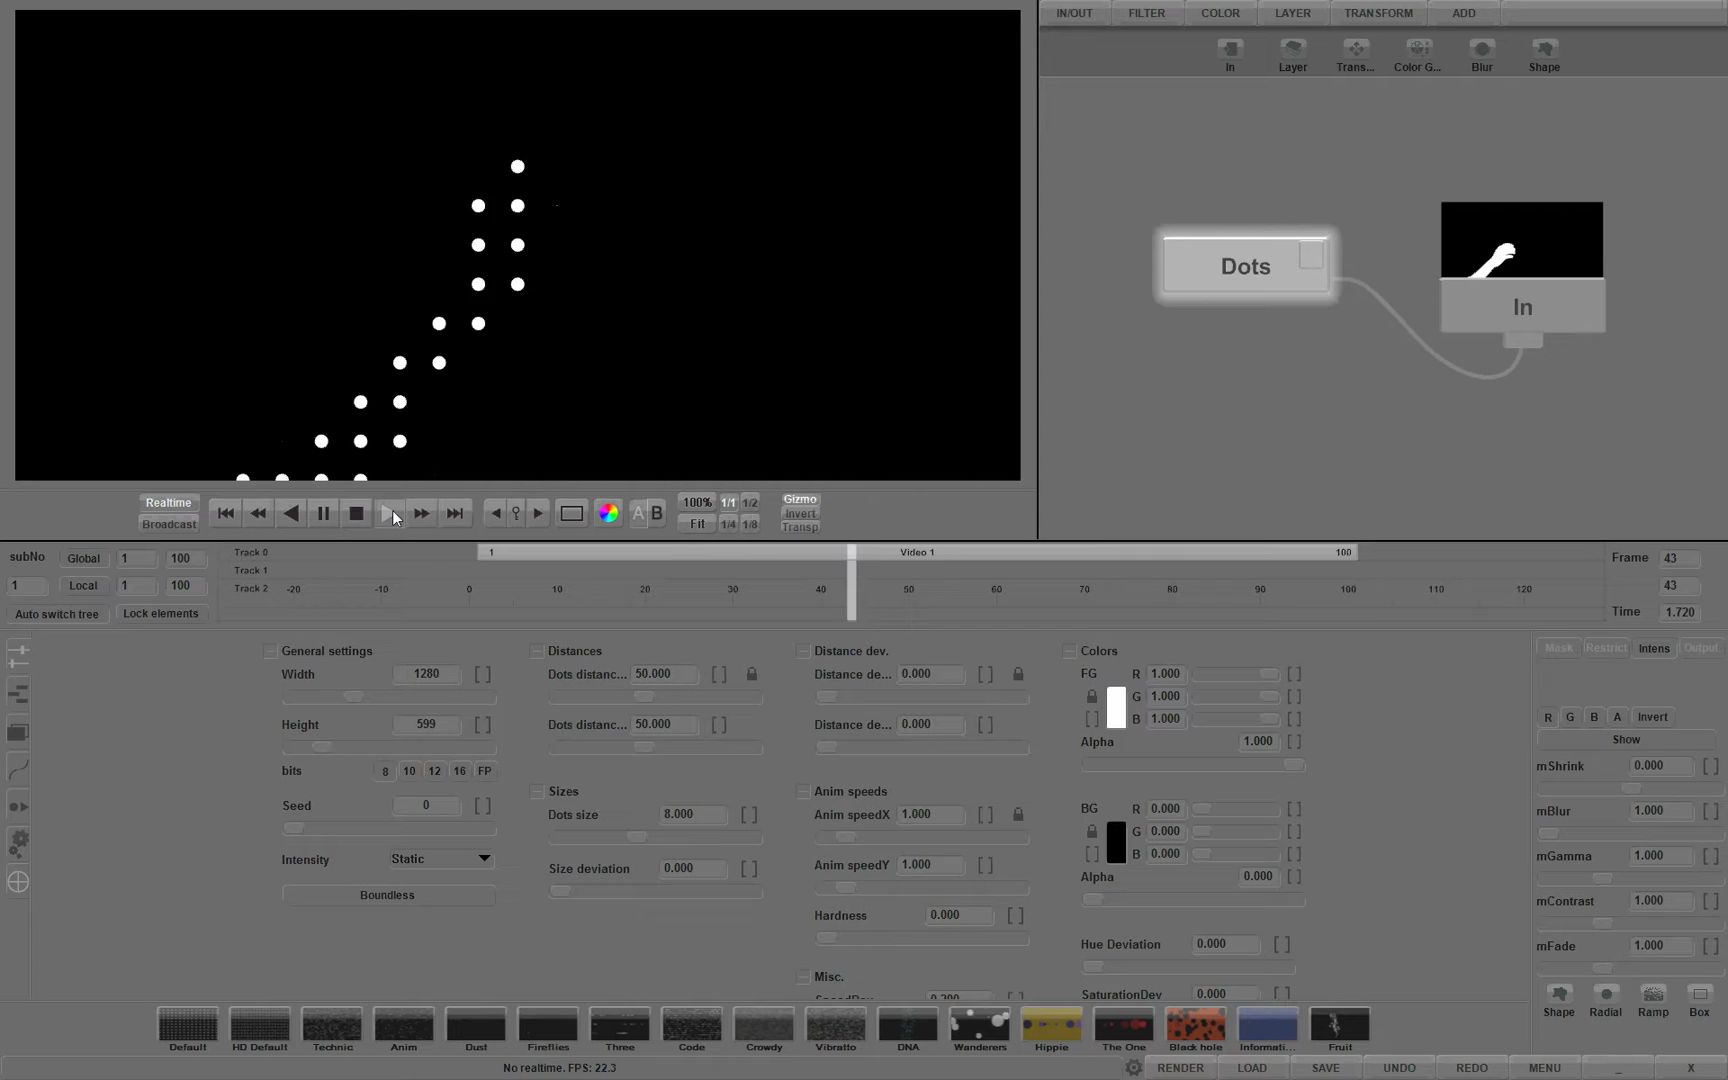 IN/OUT FILTER COLOR LAYER TRANSFORM ADD
In Layer Trans... Color G... Blur Shape
Dots
In
Realtime
Broadcast
A B
100% 1/1 1/2
Fit 1/4 1/8
Gizmo
Invert
Transp
subNo Global 1 100
1 Local 1 100
Auto switch tree Lock elements
Track 0 1 Video 1 100
Track 1
Track 2 -20 -10 0 10 20 30 40 50 60 70 80 90 100 110 120
Frame 43
43
Time 1.720
General settings
Width 1280
Height 599
bits 8 10 12 16 FP
Seed 0
Intensity Static
Boundless
Distances
Dots distanc... 50.000
Dots distanc... 50.000
Sizes
Dots size 8.000
Size deviation 0.000
Distance dev.
Distance de... 0.000
Distance de... 0.000
Anim speeds
Anim speedX 1.000
Anim speedY 1.000
Hardness 0.000
Misc.
Colors
FG R 1.000
G 1.000
B 1.000
Alpha 1.000
BG R 0.000
G 0.000
B 0.000
Alpha 0.000
Hue Deviation 0.000
SaturationDev 0.000
Mask Restrict Intens Output
R G B A Invert
Show
mShrink 0.000
mBlur 1.000
mGamma 1.000
mContrast 1.000
mFade 1.000
Shape Radial Ramp Box
Default HD Default Technic Anim Dust Fireflies Three Code Crowdy Vibratto DNA Wanderers Hippie The One Black hole Informati... Fruit
No realtime. FPS: 22.3
RENDER LOAD SAVE UNDO REDO MENU _ X